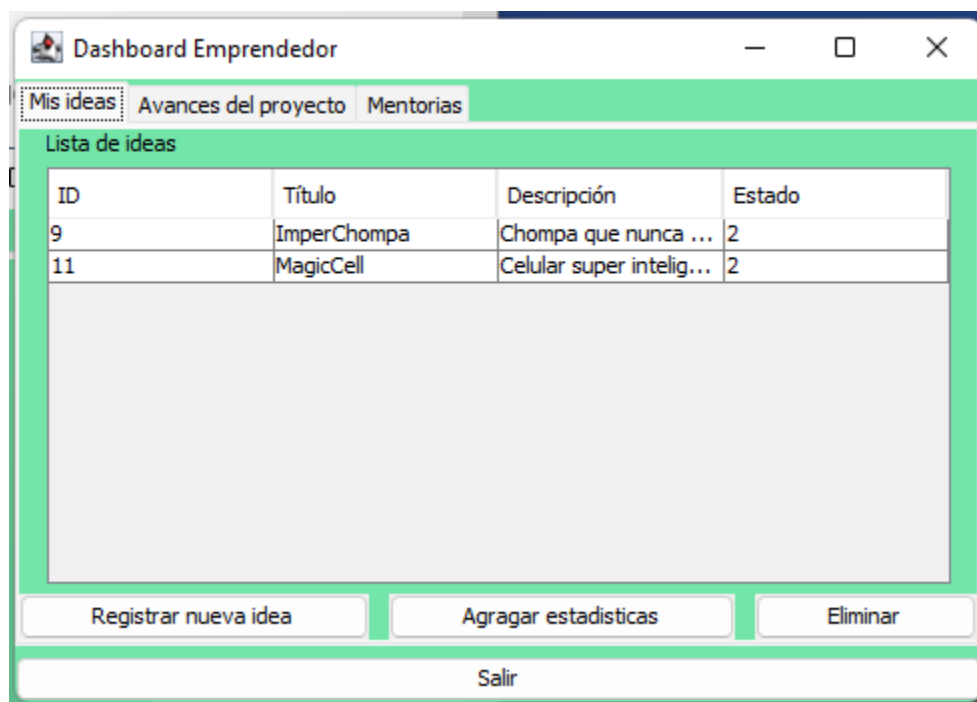 Dashboard Emprendedor
Mis ideas Avances del proyecto Mentorias
Lista de ideas
ID Título Descripción Estado
9 ImperChompa Chompa que nunca ... 2
11 MagicCell Celular super intelig... 2
Registrar nueva idea Agragar estadisticas Eliminar
Salir